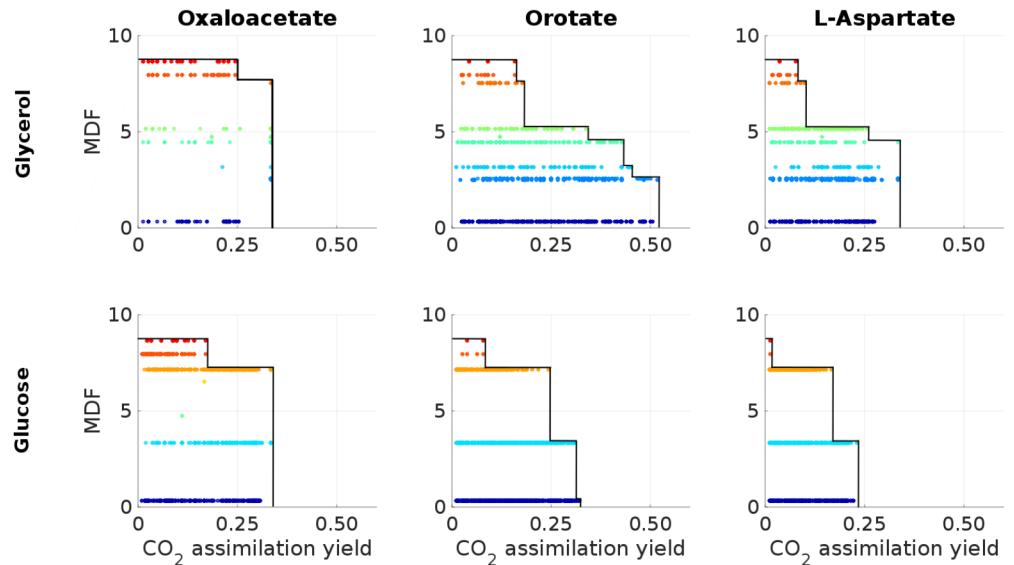 Oxaloacetate Orotate L-Aspartate
Glycerol
MDF
10 10 10
5 5 5
0 0 0
0 0.25 0.50 0 0.25 0.50 0 0.25 0.50
Glucose
MDF
10 10 10
5 5 5
0 0 0
0 0.25 0.50 0 0.25 0.50 0 0.25 0.50
CO2 assimilation yield CO2 assimilation yield CO2 assimilation yield